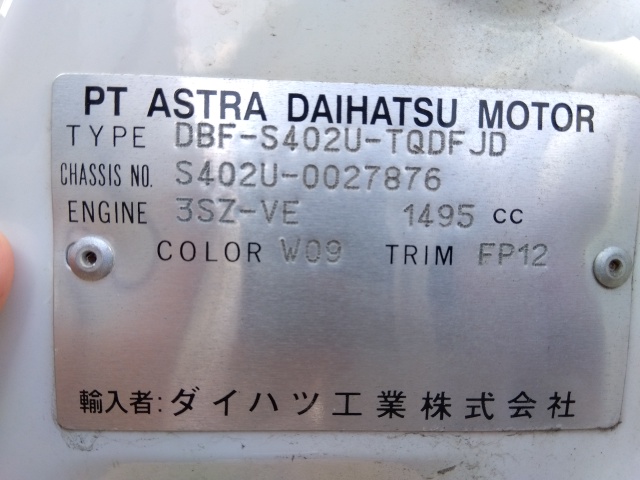 PT ASTRA DAIHATSU MOTOR
TYPE DBF-S402U-TQDFJD
CHASSIS NO. S402U-0027876
ENGINE 3SZ-VE 1495 cc
COLOR W09 TRIM FP12
輸入者: ダイハツ工業株式会社